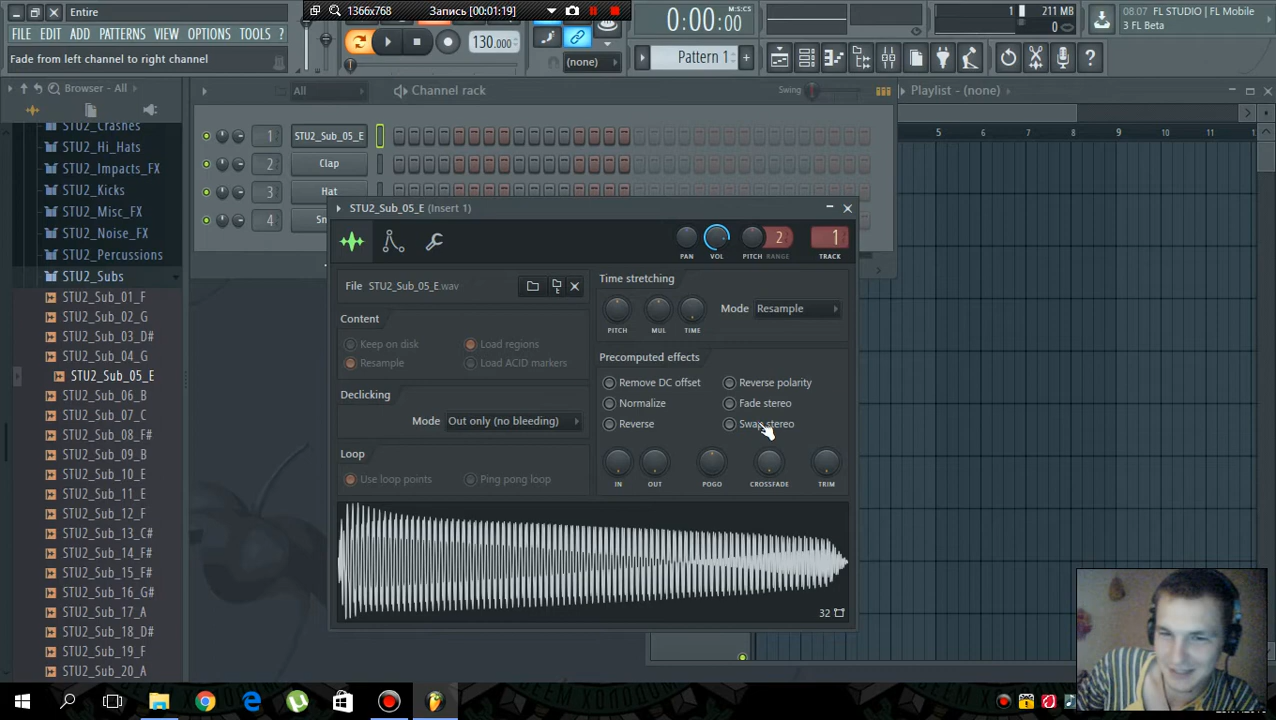 Entire
1366x768
Запись [00:01:19]
0:00:00
M:S:CS
1
211 MB
0
08.07 FL STUDIO | FL Mobile
3 FL Beta
FILE EDIT ADD PATTERNS VIEW OPTIONS TOOLS ?
130.000
Fade from left channel to right channel
(none)
Pattern 1
Browser - All
All
Channel rack
Swing
Playlist - (none)
5 6 7 8 9 10 11
STU2_Crashes
STU2_Hi_Hats
STU2_Impacts_FX
STU2_Kicks
STU2_Misc_FX
STU2_Noise_FX
STU2_Percussions
STU2_Subs
STU2_Sub_01_F
STU2_Sub_02_G
STU2_Sub_03_D#
STU2_Sub_04_G
STU2_Sub_05_E
STU2_Sub_06_B
STU2_Sub_07_C
STU2_Sub_08_F#
STU2_Sub_09_B
STU2_Sub_10_E
STU2_Sub_11_E
STU2_Sub_12_F
STU2_Sub_13_C#
STU2_Sub_14_F#
STU2_Sub_15_F#
STU2_Sub_16_G#
STU2_Sub_17_A
STU2_Sub_18_D#
STU2_Sub_19_F
STU2_Sub_20_A
1 STU2_Sub_05_E
2 Clap
3 Hat
4
STU2_Sub_05_E (Insert 1)
2
1
PAN VOL PITCH RANGE TRACK
File STU2_Sub_05_E.wav
Content
Keep on disk Load regions
Resample Load ACID markers
Declicking
Mode Out only (no bleeding)
Loop
Use loop points Ping pong loop
Time stretching
PITCH MUL TIME
Mode Resample
Precomputed effects
Remove DC offset Reverse polarity
Normalize Fade stereo
Reverse Swap stereo
IN OUT POGO CROSSFADE TRIM
32